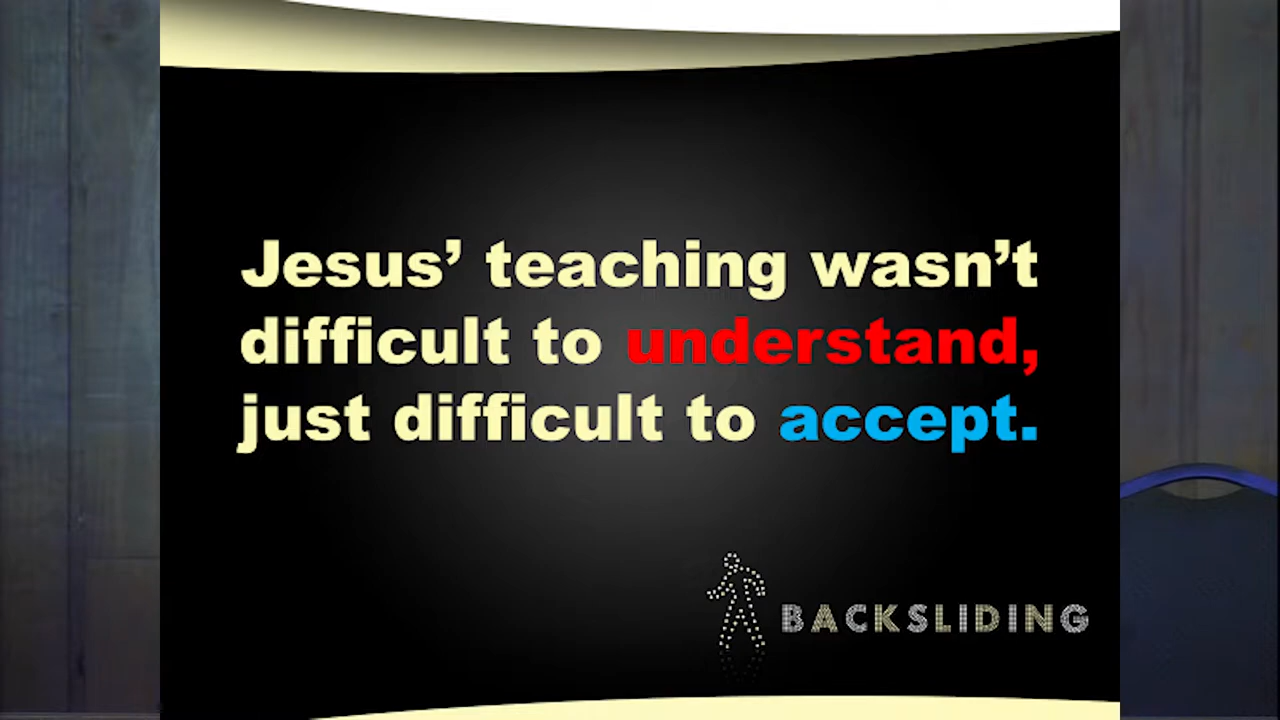 Jesus’ teaching wasn’t
difficult to understand,
just difficult to accept.
BACKSLIDING